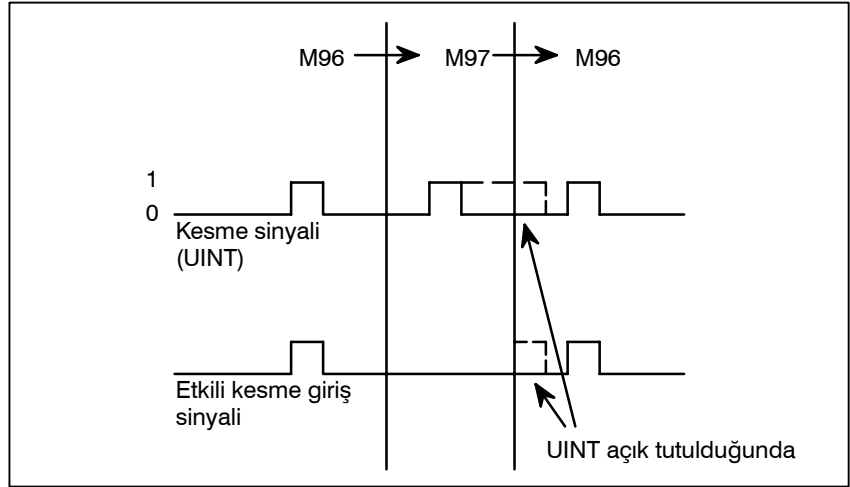 M96 M97 M96
1
0
Kesme sinyali
(UINT)
Etkili kesme giriş
sinyali
UINT açık tutulduğunda